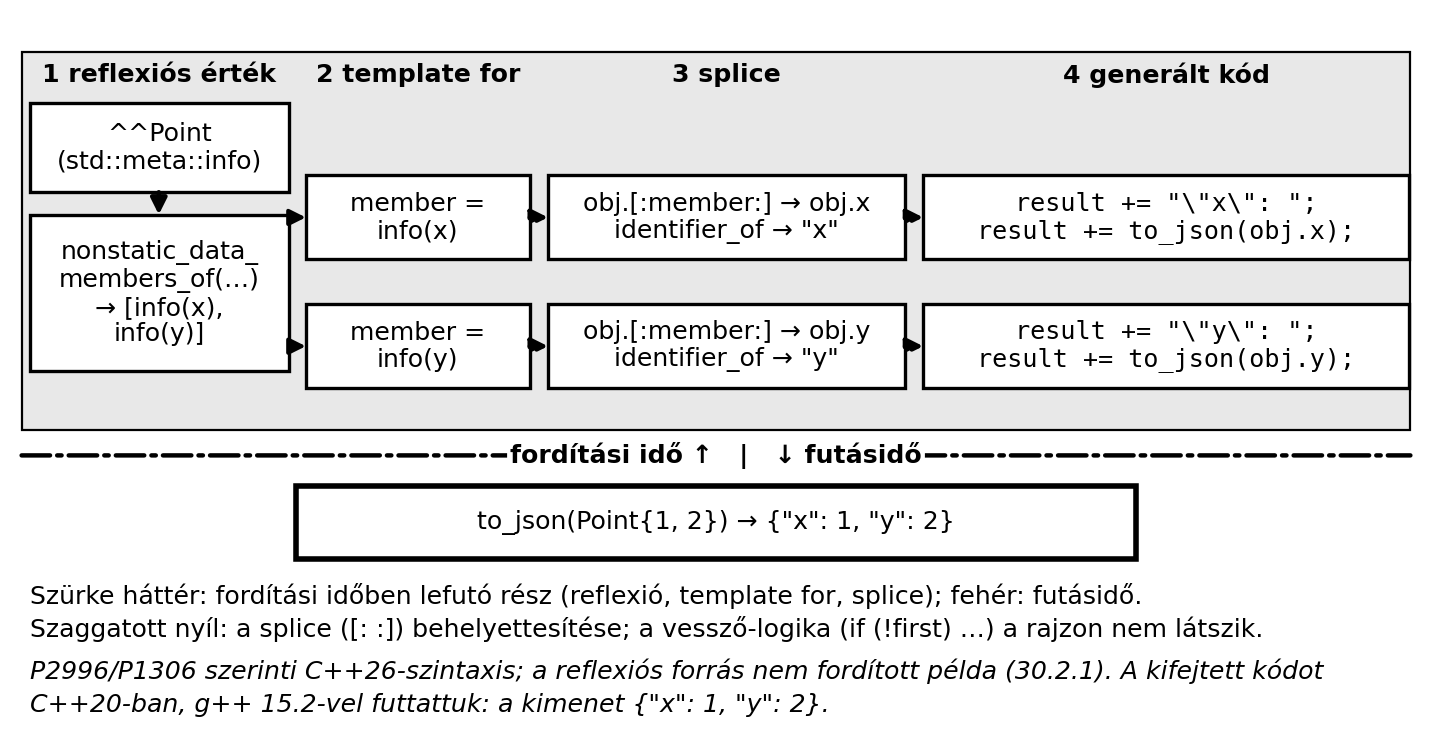 1 reflexiós érték
2 template for
3 splice
4 generált kód
^^Point
(std::meta::info)
nonstatic_data_
members_of(…)
→ [info(x),
info(y)]
member =
info(x)
obj.[:member:] → obj.x
identifier_of → "x"
result += "\"x\": ";
result += to_json(obj.x);
member =
info(y)
obj.[:member:] → obj.y
identifier_of → "y"
result += "\"y\": ";
result += to_json(obj.y);
fordítási idő ↑ | ↓ futásidő
to_json(Point{1, 2}) → {"x": 1, "y": 2}
Szürke háttér: fordítási időben lefutó rész (reflexió, template for, splice); fehér: futásidő.
Szaggatott nyíl: a splice ([: :]) behelyettesítése; a vessző-logika (if (!first) …) a rajzon nem látszik.
P2996/P1306 szerinti C++26-szintaxis; a reflexiós forrás nem fordított példa (30.2.1). A kifejtett kódot
C++20-ban, g++ 15.2-vel futtattuk: a kimenet {"x": 1, "y": 2}.